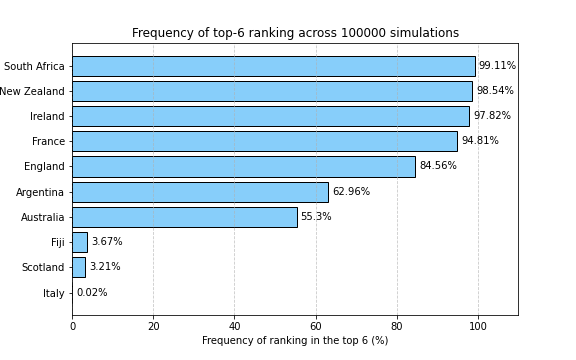 Frequency of top-6 ranking across 100000 simulations
South Africa 99.11%
New Zealand 98.54%
Ireland 97.82%
France 94.81%
England 84.56%
Argentina 62.96%
Australia 55.3%
Fiji 3.67%
Scotland 3.21%
Italy 0.02%
0 20 40 60 80 100
Frequency of ranking in the top 6 (%)